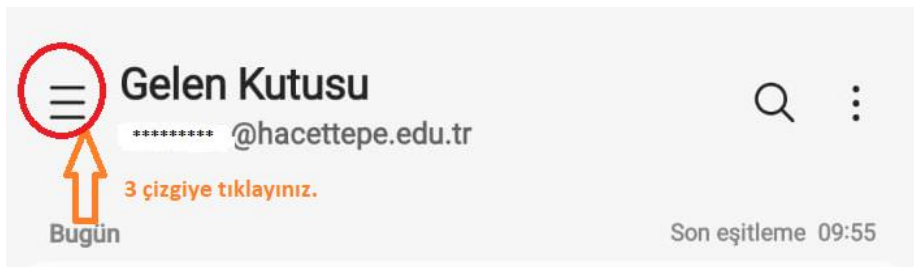 Gelen Kutusu
********* @hacettepe.edu.tr
3 çizgiye tıklayınız.
Bugün
Son eşitleme 09:55